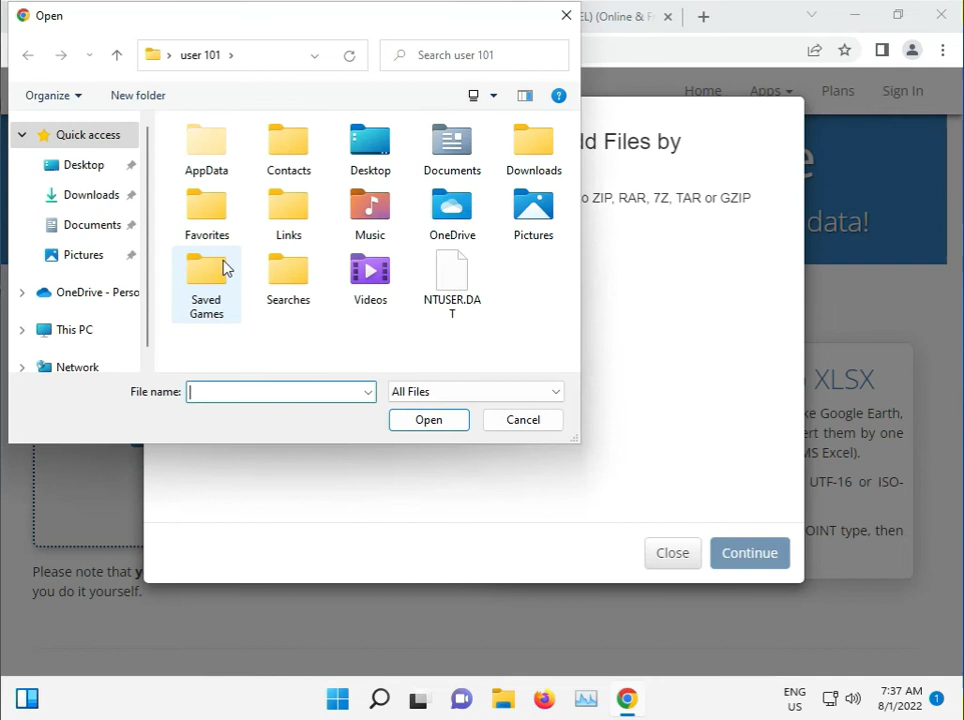 Open
EL) (Online & F
user 101
Search user 101
Organize
New folder
Home
Apps
Plans
Sign In
Quick access
Desktop
Downloads
Documents
Pictures
OneDrive - Perso
This PC
Network
AppData
Contacts
Desktop
Documents
Downloads
Favorites
Links
Music
OneDrive
Pictures
Saved
Games
Searches
Videos
NTUSER.DA
T
File name:
All Files
Open
Cancel
dd Files by
o ZIP, RAR, 7Z, TAR or GZIP
e
data!
XLSX
ke Google Earth,
ert them by one
MS Excel).
UTF-16 or ISO-
OINT type, then
Close
Continue
Please note that y
you do it yourself.
ENG
US
7:37 AM
8/1/2022
1